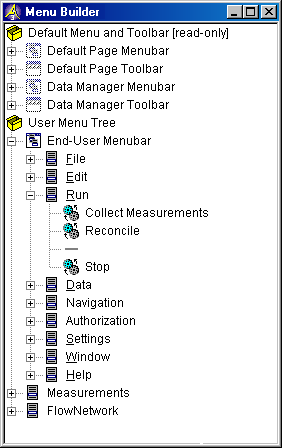 Menu Builder
Default Menu and Toolbar [read-only]
Default Page Menubar
Default Page Toolbar
Data Manager Menubar
Data Manager Toolbar
User Menu Tree
End-User Menubar
File
Edit
Run
Collect Measurements
Reconcile
Stop
Data
Navigation
Authorization
Settings
Window
Help
Measurements
FlowNetwork